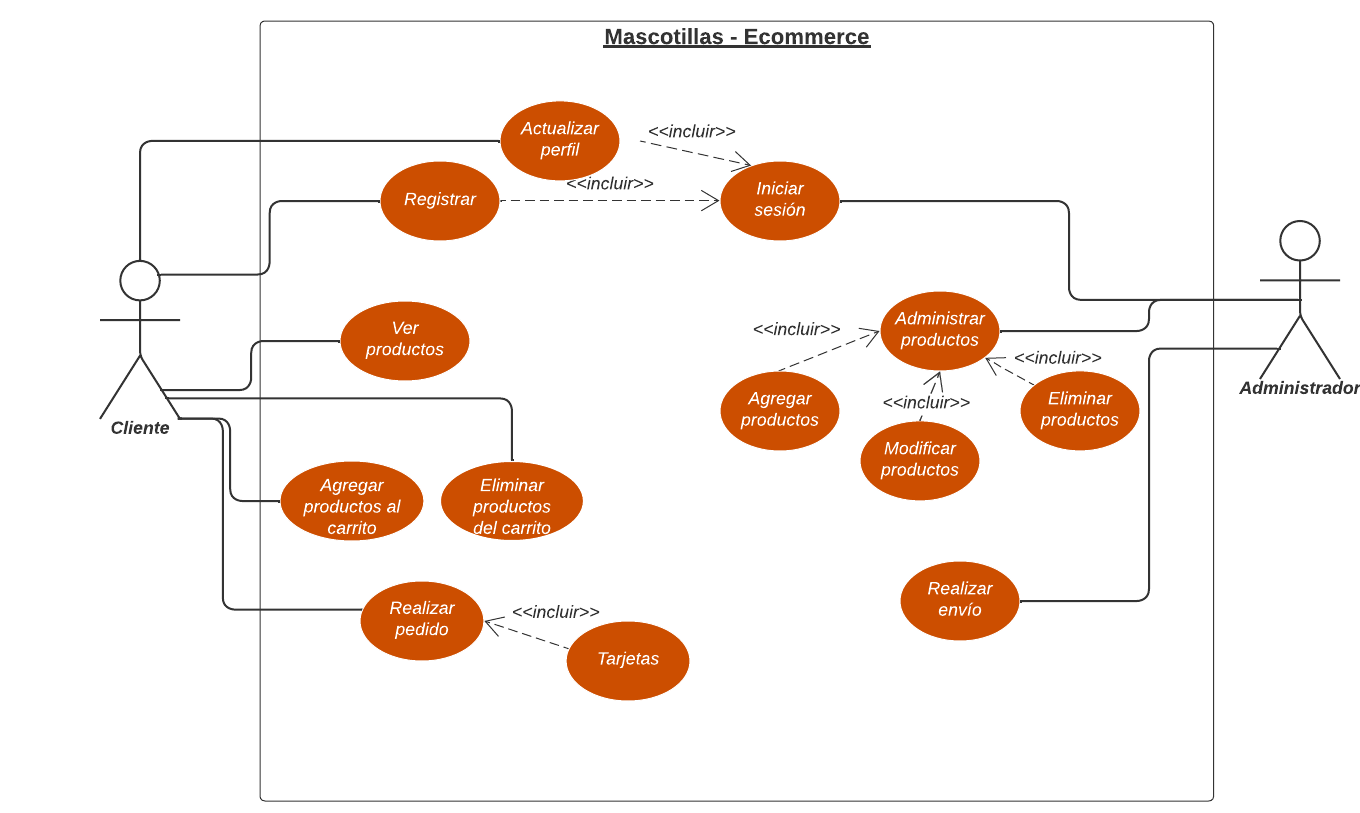 Mascotillas - Ecommerce
Actualizar
perfil
<<incluir>>
<<incluir>>
Registrar
Iniciar
sesión
Ver
productos
<<incluir>>
Administrar
productos
<<incluir>>
Agregar
productos
<<incluir>>
Modificar
productos
Eliminar
productos
Administrador
Cliente
Agregar
productos al
carrito
Eliminar
productos
del carrito
Realizar
pedido
<<incluir>>
Tarjetas
Realizar
envío